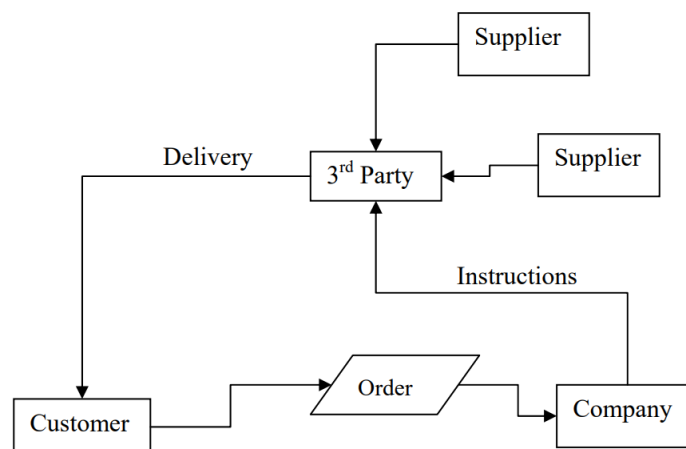 Supplier
Delivery
3rd Party
Supplier
Instructions
Order
Customer
Company